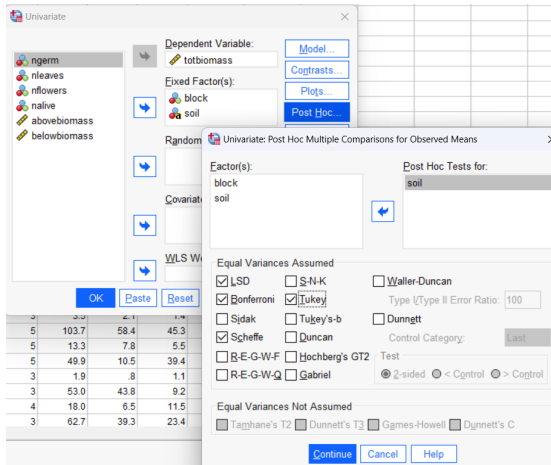 Univariate
Dependent Variable:
totbiomass
Model...
Contrasts...
Plots...
Post Hoc...
ngerm
nleaves
nflowers
nalive
abovebiomass
belowbiomass
Fixed Factor(s):
block
soil
Random
Covariate
WLS We
OK Paste Reset
Univariate: Post Hoc Multiple Comparisons for Observed Means
Factor(s):
block
soil
Post Hoc Tests for:
soil
Equal Variances Assumed
LSD S-N-K Waller-Duncan
Bonferroni Tukey Type I/Type II Error Ratio: 100
Sidak Tukey's-b Dunnett
Scheffe Duncan Control Category: Last
R-E-G-W-F Hochberg's GT2 Test
R-E-G-W-Q Gabriel 2-sided < Control > Control
Equal Variances Not Assumed
Tamhane's T2 Dunnett's T3 Games-Howell Dunnett's C
Continue Cancel Help
3 3.5 2.1 1.4
5 103.7 58.4 45.3
5 13.3 7.8 5.5
5 49.9 10.5 39.4
3 1.9 .8 1.1
3 53.0 43.8 9.2
4 18.0 6.5 11.5
3 62.7 39.3 23.4